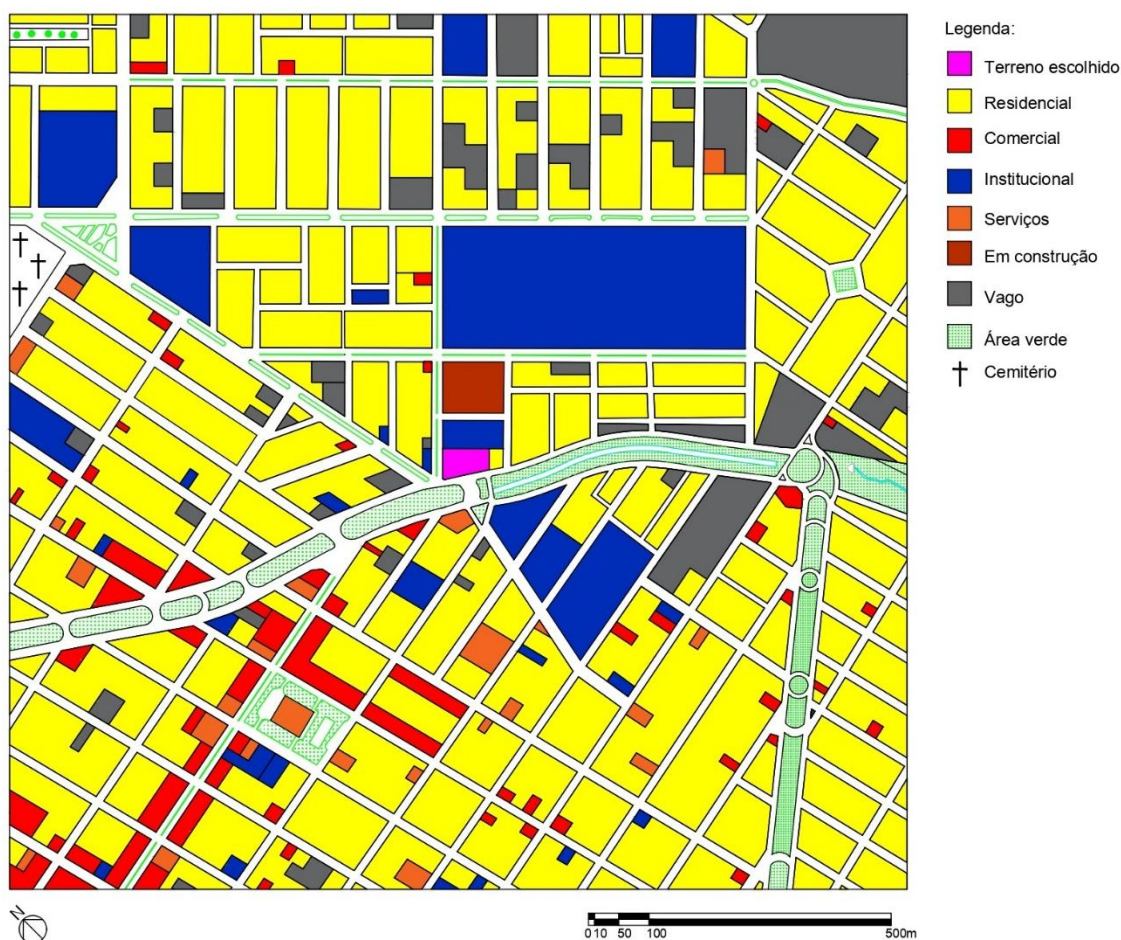 Legenda:
Terreno escolhido
Residencial
Comercial
Institucional
Serviços
Em construção
Vago
Área verde
Cemitério
N
0 10 50 100 500m